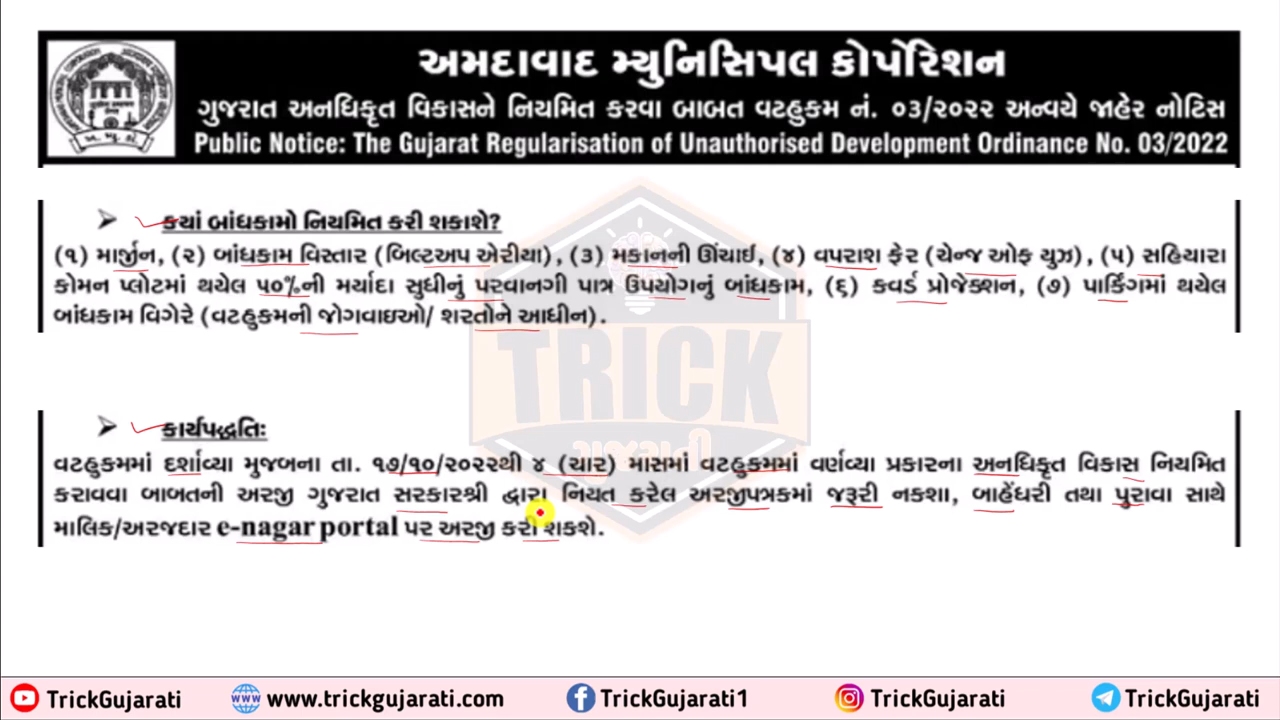 અમદાવાદ મ્યુનિસિપલ કોર્પોરેશન
ગુજરાત અનધિકૃત વિકાસને નિયમિત કરવા બાબત વટહુકમ નં. ૦૩/૨૦૨૨ અન્વયે જાહેર નોટિસ
Public Notice: The Gujarat Regularisation of Unauthorised Development Ordinance No. 03/2022
અ. મ્યુ. કો.
➢ કયાં બાંધકામો નિયમિત કરી શકાશે?
(૧) માર્જીન, (૨) બાંધકામ વિસ્તાર (બિલ્ટઅપ એરીયા), (૩) મકાનની ઊંચાઈ, (૪) વપરાશ ફેર (ચેન્જ ઓફ યુઝ), (૫) સહિયારા
કોમન પ્લોટમાં થયેલ ૫૦%ની મર્યાદા સુધીનું પરવાનગી પાત્ર ઉપયોગનું બાંધકામ, (૬) કવર્ડ પ્રોજેક્શન, (૭) પાર્કિંગમાં થયેલ
બાંધકામ વિગેરે (વટહુકમની જોગવાઇઓ/ શરતોને આધીન).
TRICK
ગુજરાતી
➢ કાર્યપદ્ધતિઃ
વટહુકમમાં દર્શાવ્યા મુજબના તા. ૧૭/૧૦/૨૦૨૨થી ૪ (ચાર) માસમાં વટહુકમમાં વર્ણવ્યા પ્રકારના અનધિકૃત વિકાસ નિયમિત
કરાવવા બાબતની અરજી ગુજરાત સરકારશ્રી દ્વારા નિયત કરેલ અરજીપત્રકમાં જરૂરી નકશા, બાહેંધરી તથા પુરાવા સાથે
માલિક/અરજદાર e-nagar portal પર અરજી કરી શકશે.
TrickGujarati www.trickgujarati.com TrickGujarati1 TrickGujarati TrickGujarati